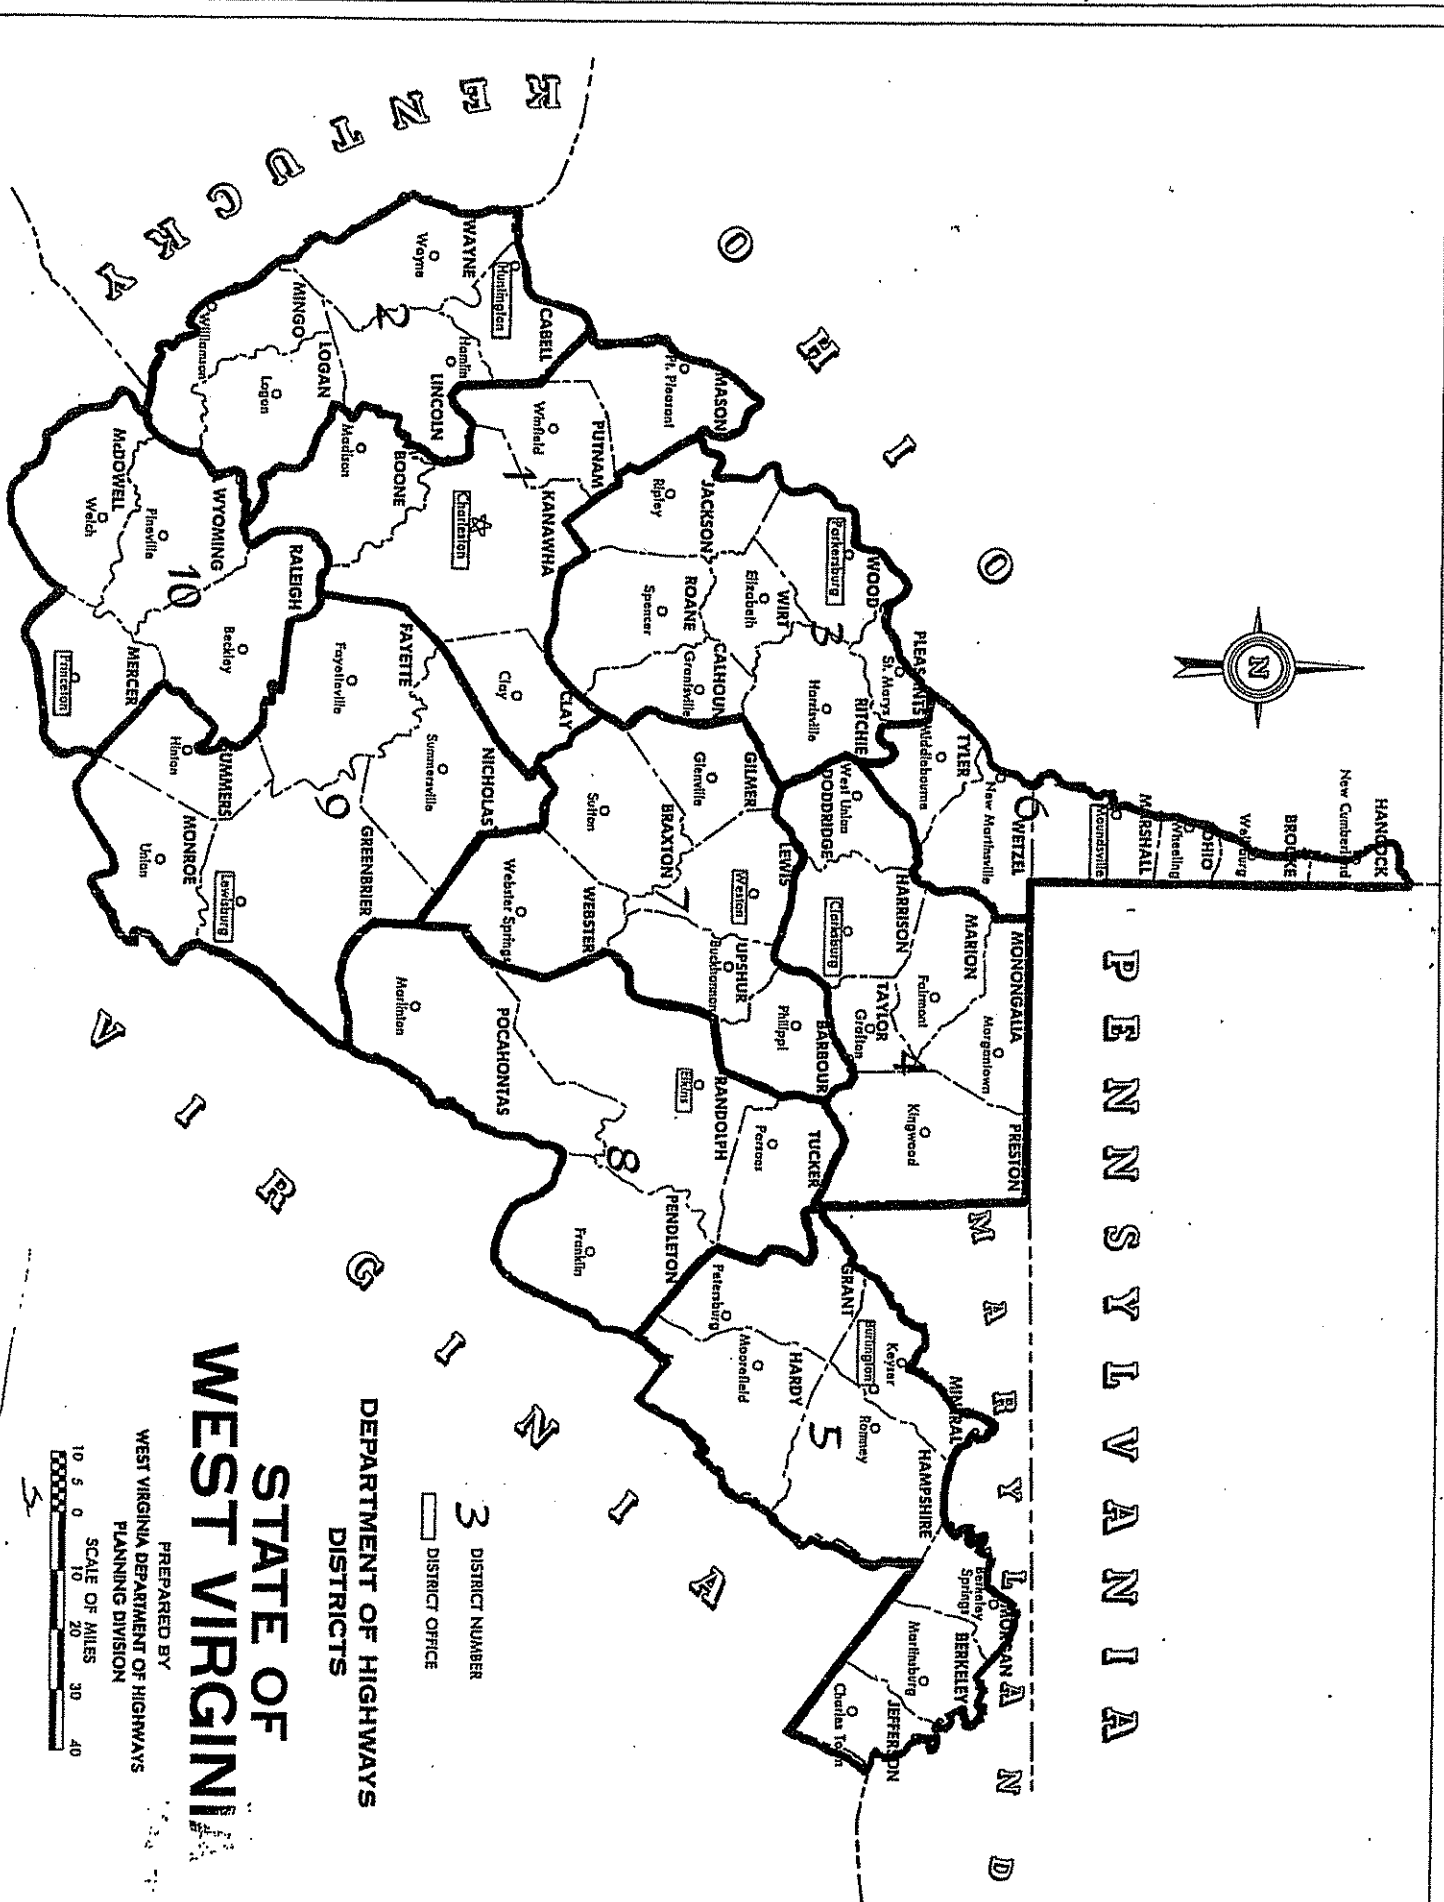 HANCOCK
New Cumberland
BROOKE
OHIO
Wheeling
MARSHALL
Moundsville
PENNSYLVANIA
OHIO
N
6
WETZEL
New Martinsville
TYLER
Middlebourne
MONONGALIA
Morgantown
PRESTON
MARION
Fairmont
Kingwood
MARYLAND
MORGAN
Berkeley
Springs
BERKELEY
Martinsburg
JEFFERSON
MINERAL
Keyser
Burlington
HAMPSHIRE
Romney
5
GRANT
Petersburg
HARDY
Moorefield
PLEASANTS
St. Marys
WOOD
Parkersburg
RITCHIE
Harrisville
3
WIRT
Elizabeth
DODDRIDGE
West Union
HARRISON
Clarksburg
TAYLOR
Grafton
4
BARBOUR
Philippi
TUCKER
Parsons
MASON
Pt. Pleasant
JACKSON
Ripley
ROANE
Spencer
CALHOUN
Grantsville
GILMER
Glenville
LEWIS
Weston
UPSHUR
Buckhannon
7
RANDOLPH
Elkins
8
PENDLETON
Franklin
PUTNAM
Winfield
1
KANAWHA
Charleston
CLAY
Clay
BRAXTON
Sutton
WEBSTER
Webster Springs
CABELL
Huntington
WAYNE
Wayne
2
LINCOLN
Hamlin
BOONE
Madison
NICHOLAS
Summersville
FAYETTE
Fayetteville
POCAHONTAS
Marlinton
KENTUCKY
MINGO
Williamson
LOGAN
Logan
RALEIGH
Beckley
9
GREENBRIER
Lewisburg
SUMMERS
Hinton
MONROE
Union
WYOMING
Pineville
10
McDOWELL
Welch
MERCER
Princeton
VIRGINIA
3 DISTRICT NUMBER
DISTRICT OFFICE
DEPARTMENT OF HIGHWAYS
DISTRICTS
STATE OF
WEST VIRGINIA
PREPARED BY
WEST VIRGINIA DEPARTMENT OF HIGHWAYS
PLANNING DIVISION
SCALE OF MILES
10 5 0 10 20 30 40